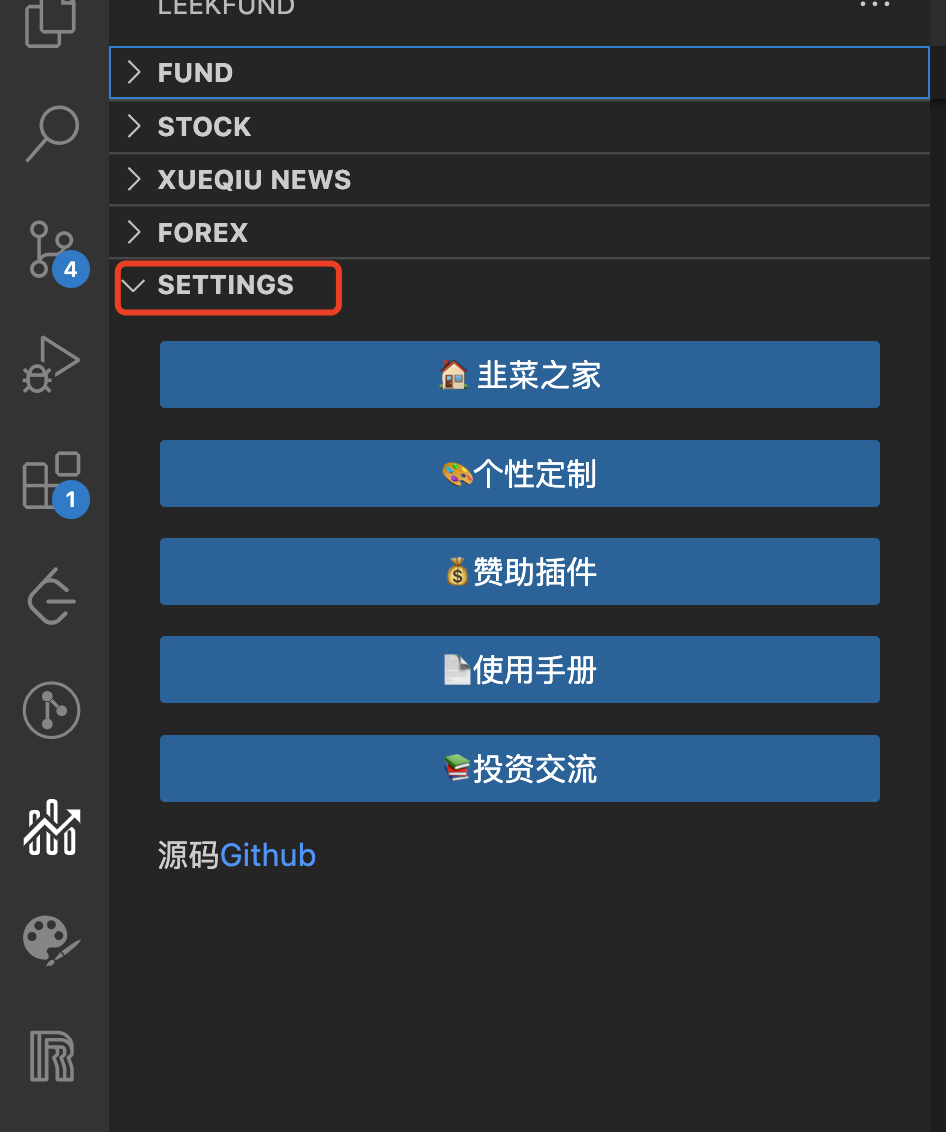 LEEKFUND
FUND
STOCK
XUEQIU NEWS
FOREX
SETTINGS
4
1
🏠 韭菜之家
🎨个性定制
💰赞助插件
📄使用手册
📚投资交流
源码Github